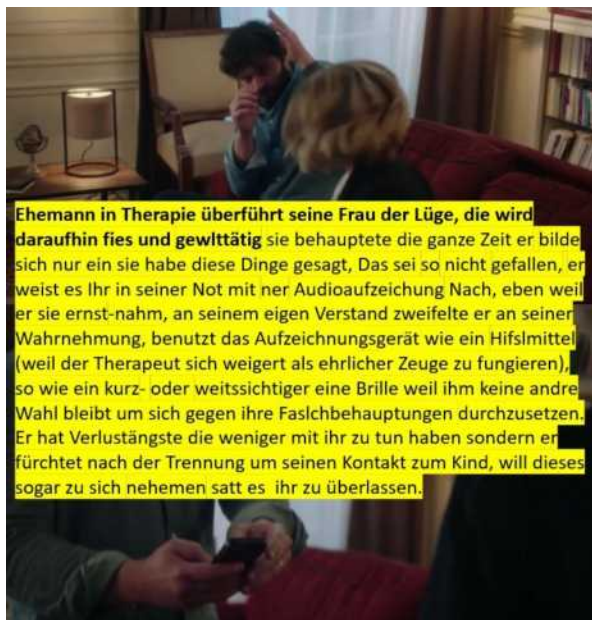 Ehemann in Therapie überführt seine Frau der Lüge, die wird
daraufhin fies und gewlttätig sie behauptete die ganze Zeit er bilde
sich nur ein sie habe diese Dinge gesagt, Das sei so nicht gefallen, er
weist es Ihr in seiner Not mit ner Audioaufzeichung Nach, eben weil
er sie ernst-nahm, an seinem eigen Verstand zweifelte er an seiner
Wahrnehmung, benutzt das Aufzeichnungsgerät wie ein Hifslmittel
(weil der Therapeut sich weigert als ehrlicher Zeuge zu fungieren),
so wie ein kurz- oder weitssichtiger eine Brille weil ihm keine andre
Wahl bleibt um sich gegen ihre Faslchbehauptungen durchzusetzen.
Er hat Verlustängste die weniger mit ihr zu tun haben sondern er
fürchtet nach der Trennung um seinen Kontakt zum Kind, will dieses
sogar zu sich nehemen satt es ihr zu überlassen.